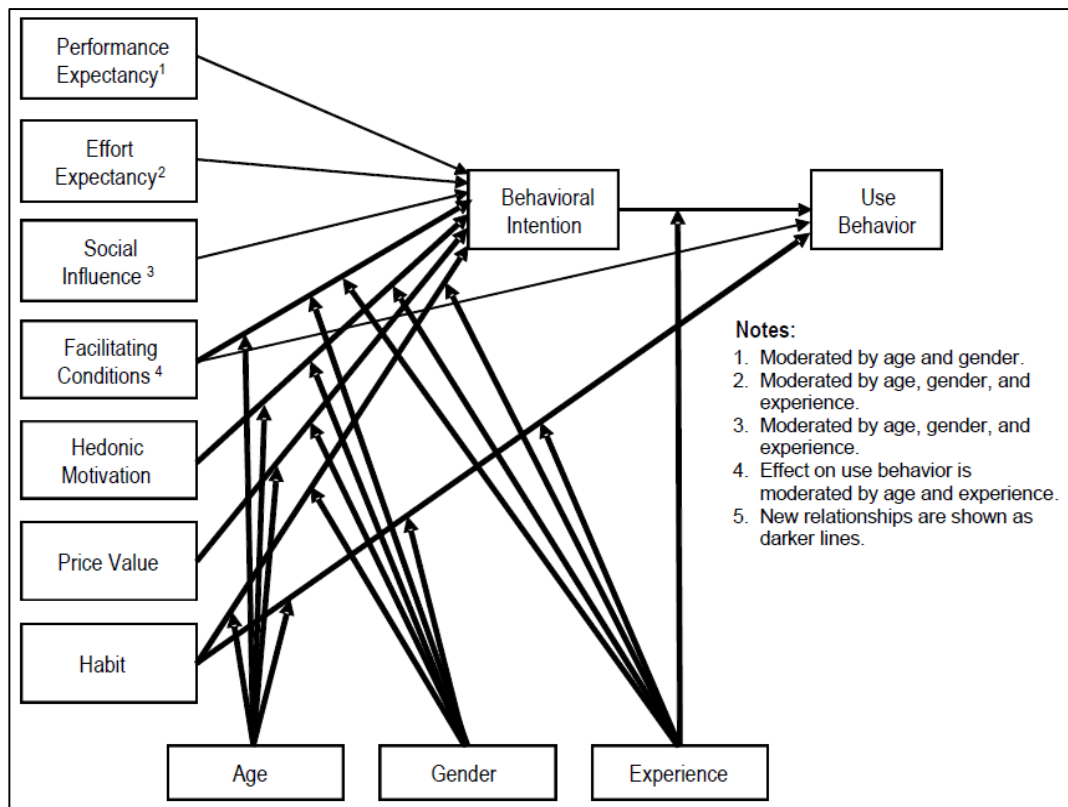 Performance
Expectancy1
Effort
Expectancy2
Social
Influence 3
Facilitating
Conditions 4
Hedonic
Motivation
Price Value
Habit
Behavioral
Intention
Use
Behavior
Notes:
1. Moderated by age and gender.
2. Moderated by age, gender, and
experience.
3. Moderated by age, gender, and
experience.
4. Effect on use behavior is
moderated by age and experience.
5. New relationships are shown as
darker lines.
Age
Gender
Experience